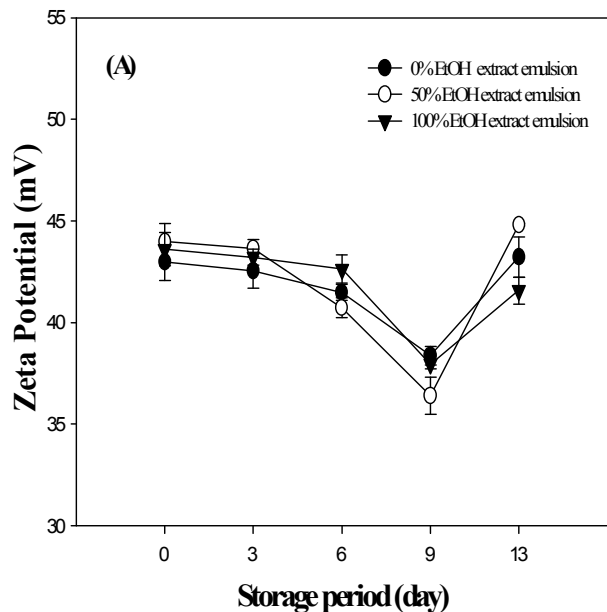 55
(A)
0% EtOH extract emulsion
50% EtOH extract emulsion
100% EtOH extract emulsion
50
45
40
35
30
Zeta Potential (mV)
0 3 6 9 13
Storage period (day)